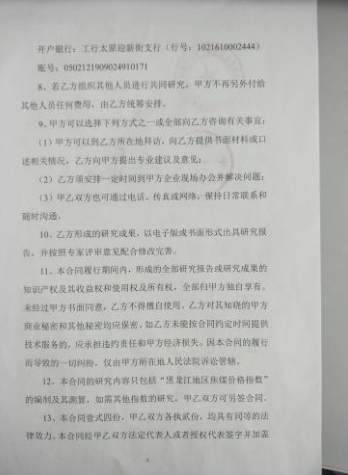 开户银行：工行太原迎新街支行（行号：1021610002444）
账号：0502121909024910171
8、若乙方组织其他人员进行共同研究，甲方不再另外付给
其他人员任何费用，由乙方统筹安排。
9、甲方可以选择下列方式之一或全部向乙方咨询有关事宜：
（1）甲方可以到乙方所在地拜访，向乙方提供书面材料或口
述相关情况，乙方向甲方提出专业建议及意见；
（2）乙方须安排一定时间到甲方企业现场办公并解决问题；
（3）甲乙双方也可通过电话、传真或网络，保持日常联系和
随时沟通。
10、乙方形成的研究成果，以电子版或书面形式出具研究报
告，并按照专家评审意见配合修改完善。
11、本合同履行期间内，形成的全部研究报告或研究成果的
知识产权及其收益权和使用权及所有权，全部归甲方独自享有。
未经过甲方书面同意，乙方不得擅自使用。乙方对其知晓的甲方
商业秘密和其他秘密均应保密。如乙方未能按合同约定时间提供
技术服务的，应承担违约责任和甲方经济损失。因本合同的履行
而导致的一切纠纷，仅由甲方所在地人民法院诉讼管辖。
12、本合同的研究内容只包括“黑龙江地区焦煤价格指数”
的编制及其测算，如需其他指数的研究，甲乙双方可另签合同。
13、本合同壹式四份，甲乙双方各执贰份，均具有同等的法
律效力。本合同经甲乙双方法定代表人或者授权代表签字并加盖